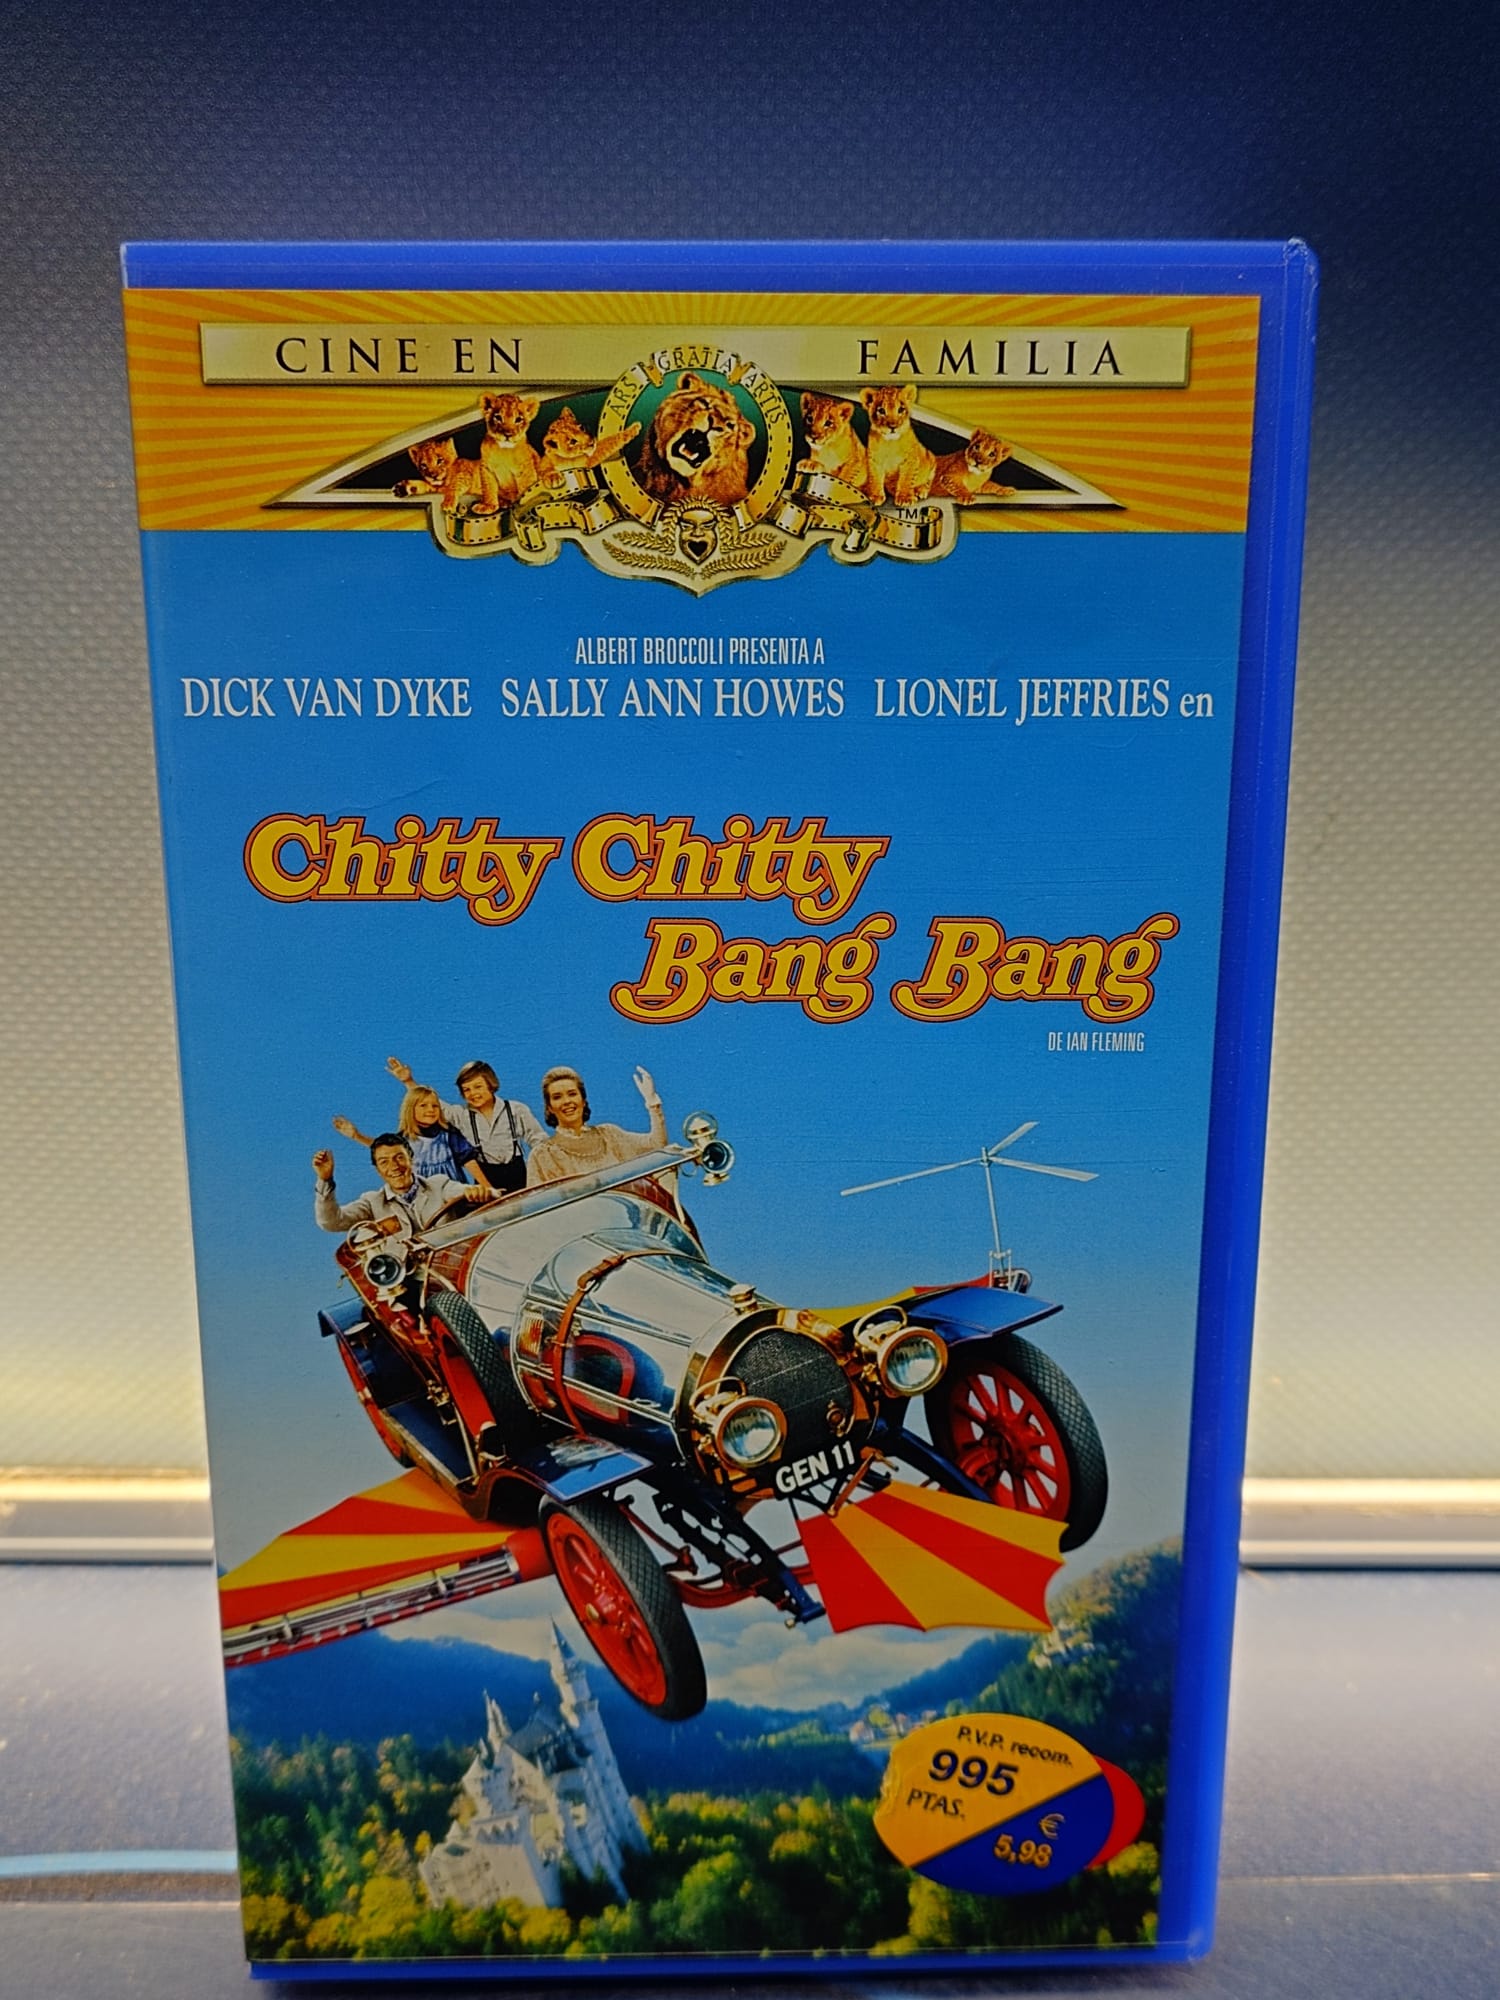 CINE EN FAMILIA
ARS GRATIA ARTIS
TM
ALBERT BROCCOLI PRESENTA A
DICK VAN DYKE SALLY ANN HOWES LIONEL JEFFRIES en
Chitty Chitty
Bang Bang
DE IAN FLEMING
GEN 11
P.V.P. recom.
995
PTAS.
€
5,98